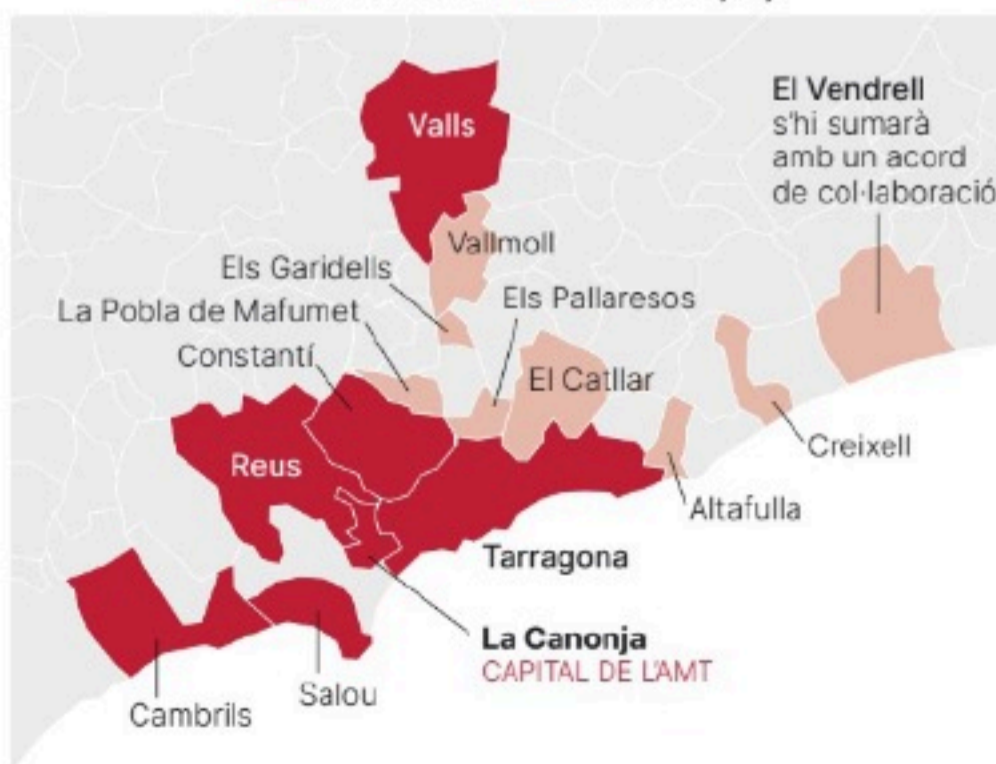 El Vendrell
s'hi sumarà
amb un acord
de col·laboració
Valls
Vallmoll
Els Garidells
Els Pallaresos
La Pobla de Mafumet
Constantí
El Catllar
Creixell
Reus
Altafulla
Tarragona
La Canonja
CAPITAL DE L'AMT
Salou
Cambrils